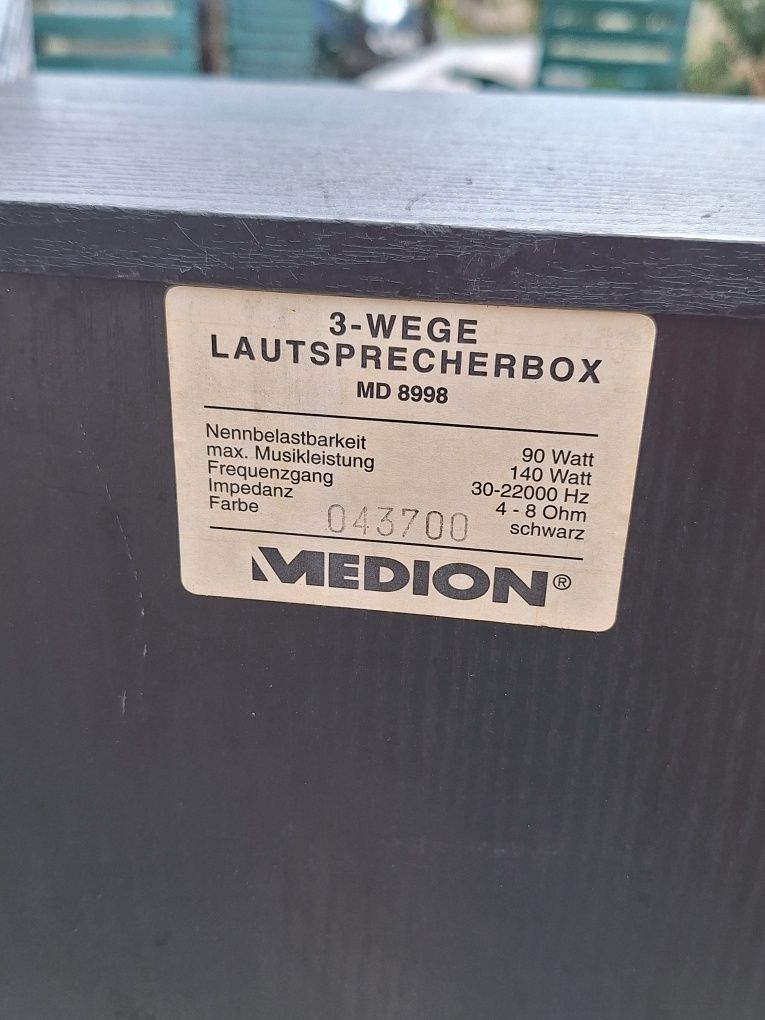 3-WEGE
LAUTSPRECHERBOX
MD 8998
Nennbelastbarkeit 90 Watt
max. Musikleistung 140 Watt
Frequenzgang 30-22000 Hz
Impedanz 4 - 8 Ohm
Farbe schwarz
043700
MEDION®